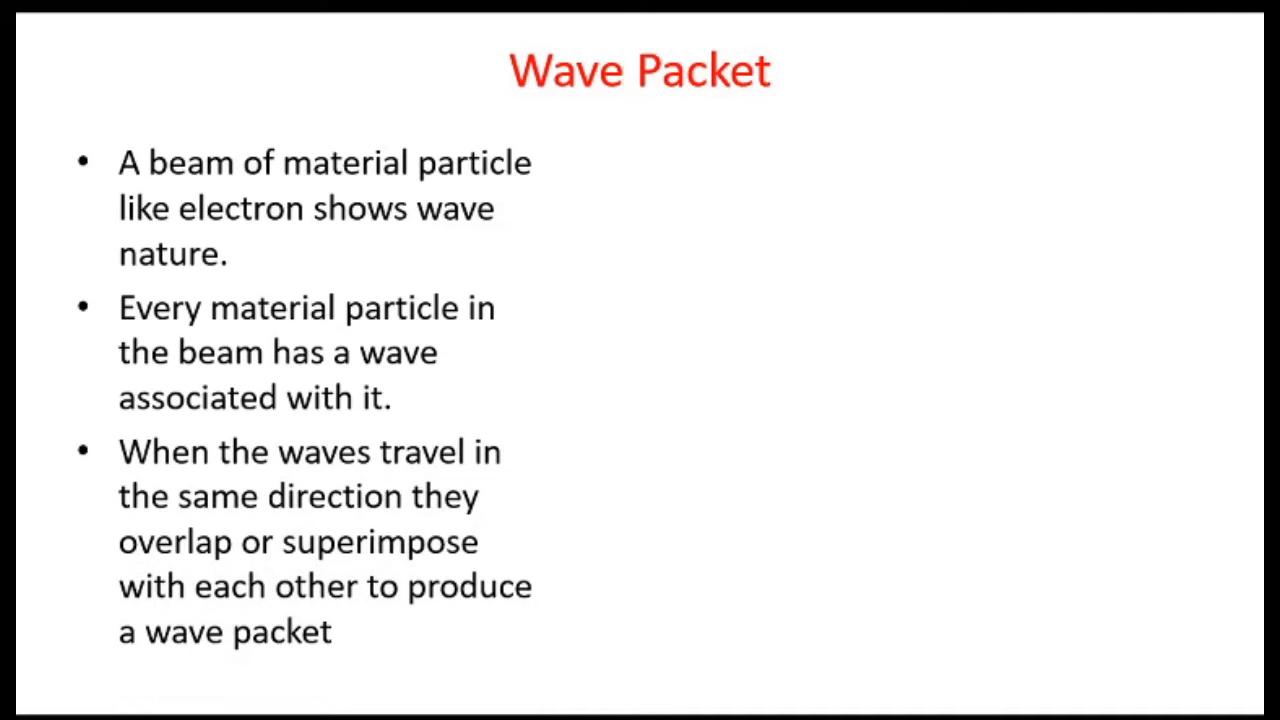 Wave Packet
• A beam of material particle
like electron shows wave
nature.
• Every material particle in
the beam has a wave
associated with it.
• When the waves travel in
the same direction they
overlap or superimpose
with each other to produce
a wave packet